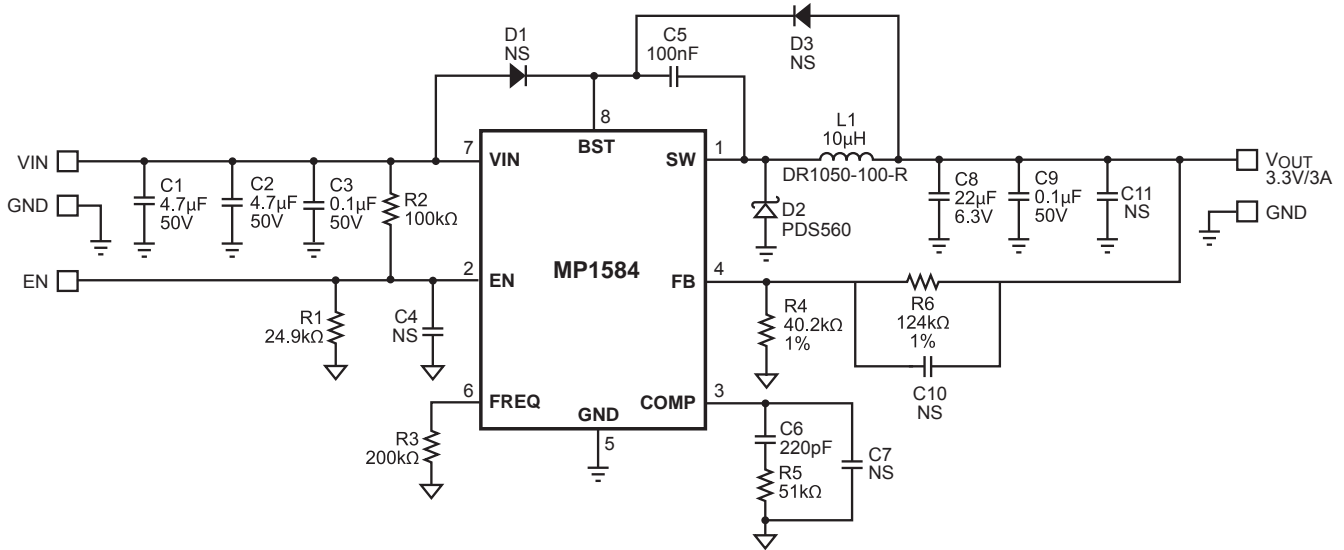 D1
NS
C5
100nF
D3
NS
8
BST
VIN
7
VIN
SW
1
L1
10µH
DR1050-100-R
VOUT
3.3V/3A
GND
C1
4.7µF
50V
C2
4.7µF
50V
C3
0.1µF
50V
R2
100kΩ
D2
PDS560
C8
22µF
6.3V
C9
0.1µF
50V
C11
NS
GND
EN
2
EN
MP1584
FB
4
R1
24.9kΩ
C4
NS
R4
40.2kΩ
1%
R6
124kΩ
1%
C10
NS
6
FREQ
GND
5
COMP
3
R3
200kΩ
C6
220pF
R5
51kΩ
C7
NS